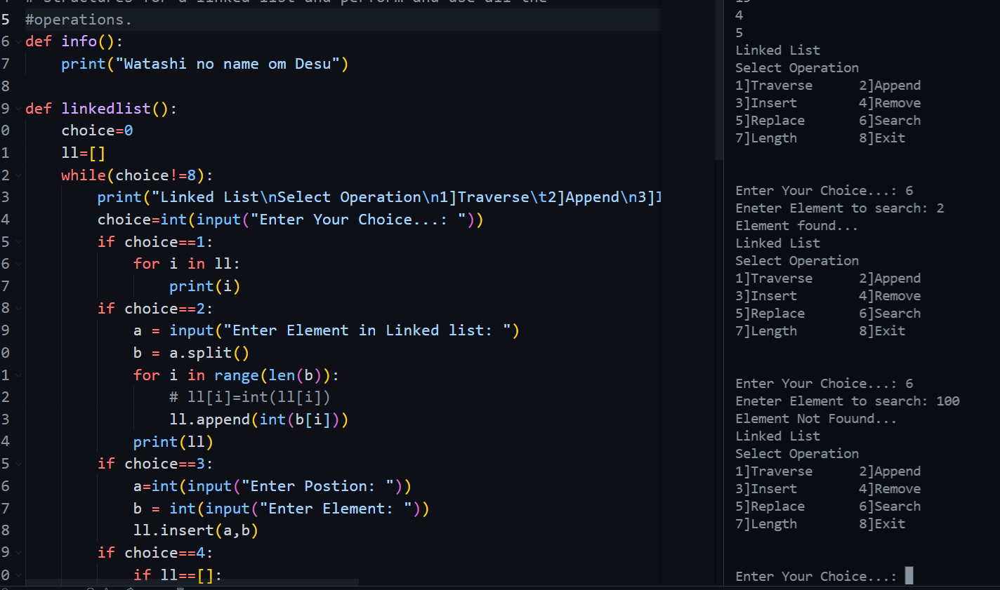 # structures for a linked list and perform and use all the
5 #operations.
6 def info():
7 print("Watashi no name om Desu")
8
9 def linkedlist():
0 choice=0
1 ll=[]
2 while(choice!=8):
3 print("Linked List\nSelect Operation\n1]Traverse\t2]Append\n3]I
4 choice=int(input("Enter Your Choice...: "))
5 if choice==1:
6 for i in ll:
7 print(i)
8 if choice==2:
9 a = input("Enter Element in Linked list: ")
0 b = a.split()
1 for i in range(len(b)):
2 # ll[i]=int(ll[i])
3 ll.append(int(b[i]))
4 print(ll)
5 if choice==3:
6 a=int(input("Enter Postion: "))
7 b = int(input("Enter Element: "))
8 ll.insert(a,b)
9 if choice==4:
0 if ll==[]:
4
5
Linked List
Select Operation
1]Traverse 2]Append
3]Insert 4]Remove
5]Replace 6]Search
7]Length 8]Exit
Enter Your Choice...: 6
Eneter Element to search: 2
Element found...
Linked List
Select Operation
1]Traverse 2]Append
3]Insert 4]Remove
5]Replace 6]Search
7]Length 8]Exit
Enter Your Choice...: 6
Eneter Element to search: 100
Element Not Fouund...
Linked List
Select Operation
1]Traverse 2]Append
3]Insert 4]Remove
5]Replace 6]Search
7]Length 8]Exit
Enter Your Choice...: